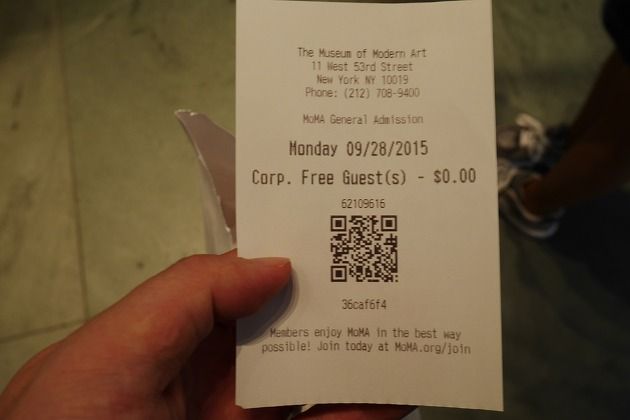 The Museum of Modern Art
11 West 53rd Street
New York NY 10019
Phone: (212) 708-9400
MoMA General Admission
Monday 09/28/2015
Corp. Free Guest(s) - $0.00
62109616
36caf6f4
Members enjoy MoMA in the best way
possible! Join today at MoMA.org/join